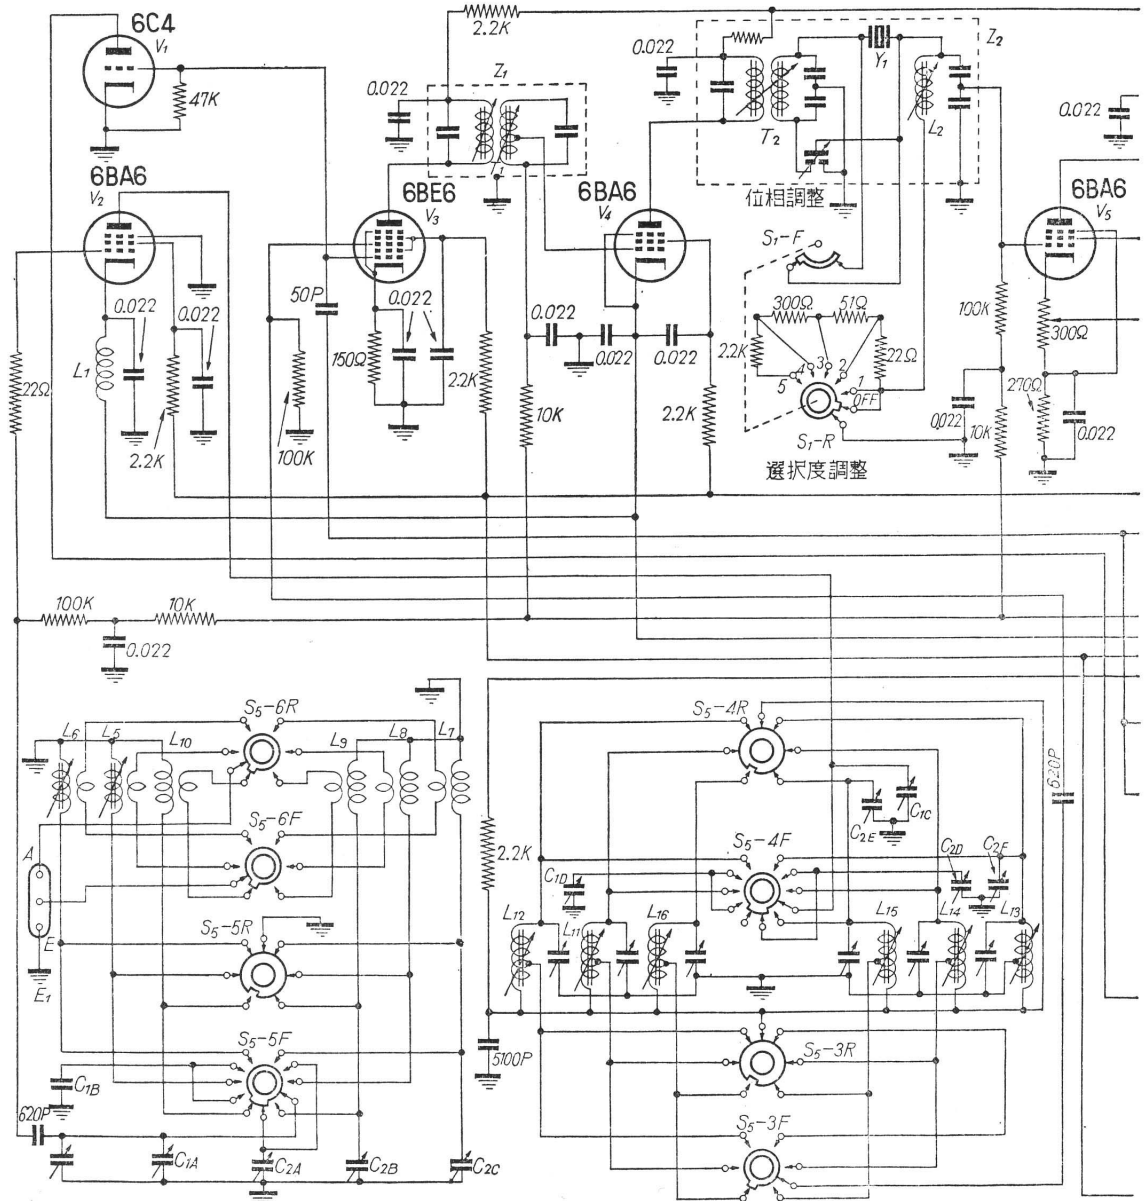 6C4
V1
47K
2.2K
0.022
Z1
T1
0.022
Z2
Y1
T2
L2
0.022
位相調整
6BA6
V2
6BE6
V3
6BA6
V4
6BA6
V5
S1-F
300Ω
51Ω
2.2K
22Ω
5
4
3
2
1
OFF
S1-R
選択度調整
22Ω
L1
0.022
0.022
2.2K
50P
100K
150Ω
0.022
2.2K
0.022
0.022
0.022
10K
2.2K
100K
10K
0.022
300Ω
270Ω
0.022
100K
10K
0.022
L6
L5
L10
S5-6R
L9
L8
L7
S5-6F
A
E
E1
S5-5R
S5-5F
C1B
620P
C1A
C2A
C2B
C2C
2.2K
5100P
S5-4R
C2E
C1C
620P
S5-4F
C1D
C2D
C2F
L12
L11
L16
L15
L14
L13
S5-3R
S5-3F